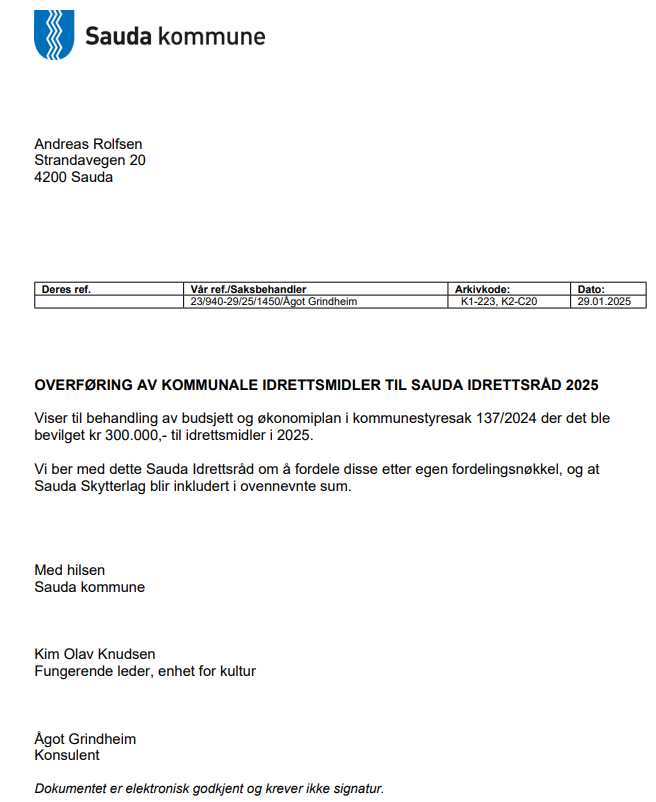 Sauda kommune
Andreas Rolfsen
Strandavegen 20
4200 Sauda
Deres ref. Vår ref./Saksbehandler Arkivkode: Dato:
23/940-29/25/1450/Ågot Grindheim K1-223, K2-C20 29.01.2025
OVERFØRING AV KOMMUNALE IDRETTSMIDLER TIL SAUDA IDRETTSRÅD 2025
Viser til behandling av budsjett og økonomiplan i kommunestyresak 137/2024 der det ble
bevilget kr 300.000,- til idrettsmidler i 2025.
Vi ber med dette Sauda Idrettsråd om å fordele disse etter egen fordelingsnøkkel, og at
Sauda Skytterlag blir inkludert i ovennevnte sum.
Med hilsen
Sauda kommune
Kim Olav Knudsen
Fungerende leder, enhet for kultur
Ågot Grindheim
Konsulent
Dokumentet er elektronisk godkjent og krever ikke signatur.